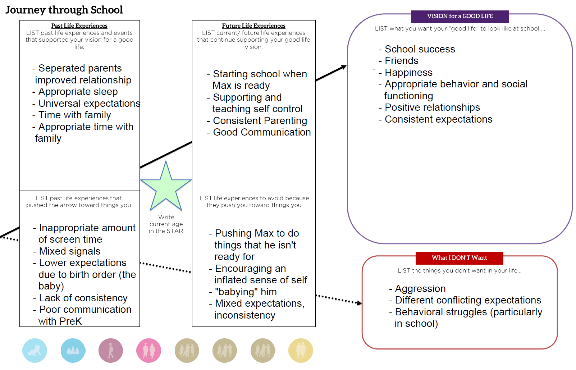 Journey through School
Past Life Experiences
LIST past life experiences and events
that supported your vision for a good
life.
- Seperated parents
improved relationship
- Appropriate sleep
- Universal expectations
- Time with family
- Appropriate time with
family
Future Life Experiences
LIST current/ future life experiences
that continue supporting your good life
vision.
- Starting school when
Max is ready
- Supporting and
teaching self control
- Consistent Parenting
- Good Communication
VISION for a GOOD LIFE
LIST what you want your "good life" to look like at school....
- School success
- Friends
- Happiness
- Appropriate behavior and social
functioning
- Positive relationships
- Consistent expectations
Write
current age
in the STAR
LIST past life experiences that
pushed the arrow toward things you
- Inappropriate amount
of screen time
- Mixed signals
- Lower expectations
due to birth order (the
baby)
- Lack of consistency
- Poor communication
with PreK
LIST life experiences to avoid because
they push you toward things you
- Pushing Max to do
things that he isn't
ready for
- Encouraging an
inflated sense of self
- "babying" him
- Mixed expectations,
inconsistency
What I DON'T Want
LIST the things you don't want in your life...
- Aggression
- Different conflicting expectations
- Behavioral struggles (particularly
in school)